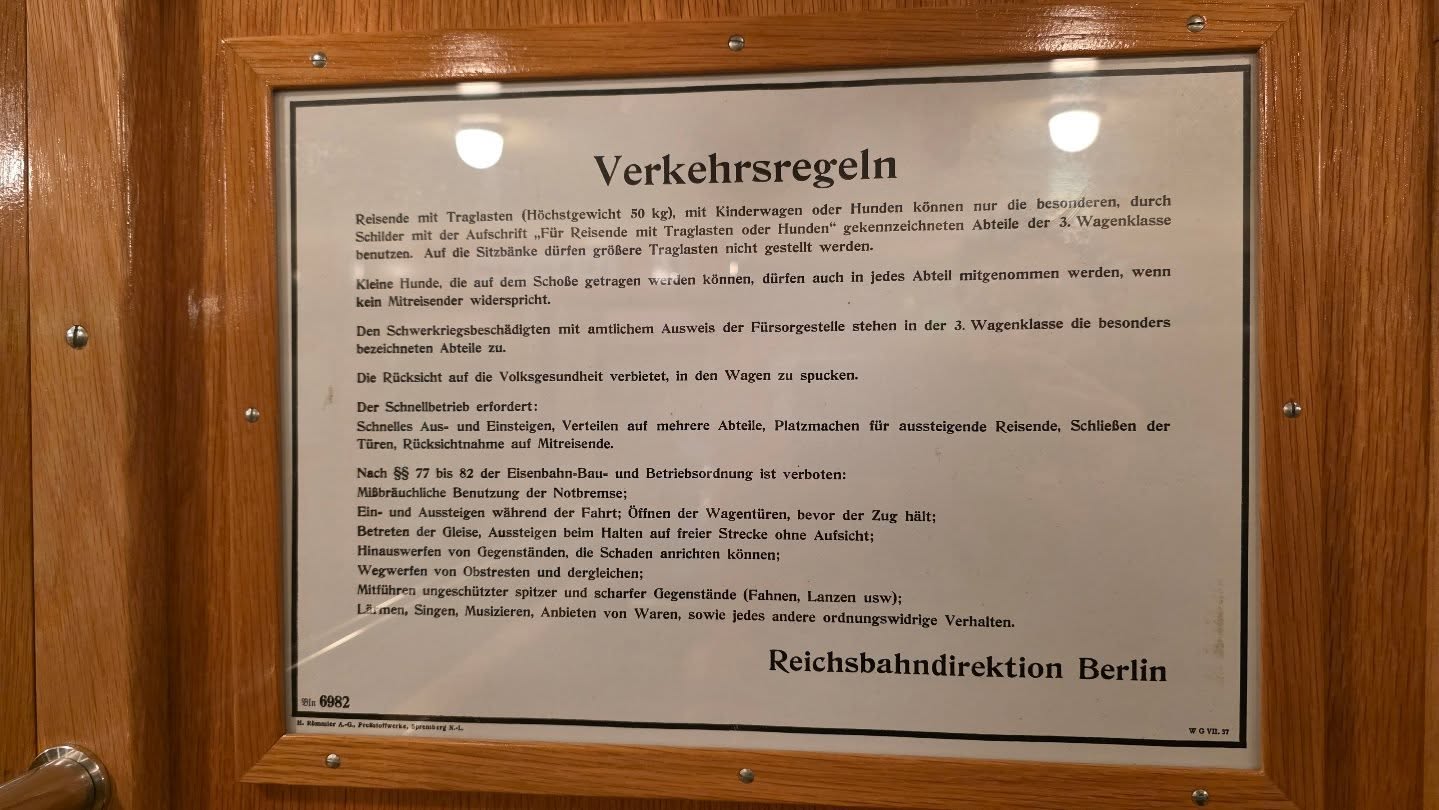 Verkehrsregeln
Reisende mit Traglasten (Höchstgewicht 50 kg), mit Kinderwagen oder Hunden können nur die besonderen, durch
Schilder mit der Aufschrift „Für Reisende mit Traglasten oder Hunden“ gekennzeichneten Abteile der 3. Wagenklasse
benutzen. Auf die Sitzbänke dürfen größere Traglasten nicht gestellt werden.
Kleine Hunde, die auf dem Schoße getragen werden können, dürfen auch in jedes Abteil mitgenommen werden, wenn
kein Mitreisender widerspricht.
Den Schwerkriegsbeschädigten mit amtlichem Ausweis der Fürsorgestelle stehen in der 3. Wagenklasse die besonders
bezeichneten Abteile zu.
Die Rücksicht auf die Volksgesundheit verbietet, in den Wagen zu spucken.
Der Schnellbetrieb erfordert:
Schnelles Aus- und Einsteigen, Verteilen auf mehrere Abteile, Platzmachen für aussteigende Reisende, Schließen der
Türen, Rücksichtnahme auf Mitreisende.
Nach §§ 77 bis 82 der Eisenbahn-Bau- und Betriebsordnung ist verboten:
Mißbräuchliche Benutzung der Notbremse;
Ein- und Aussteigen während der Fahrt; Öffnen der Wagentüren, bevor der Zug hält;
Betreten der Gleise, Aussteigen beim Halten auf freier Strecke ohne Aufsicht;
Hinauswerfen von Gegenständen, die Schaden anrichten können;
Wegwerfen von Obstresten und dergleichen;
Mitführen ungeschützter spitzer und scharfer Gegenstände (Fahnen, Lanzen usw);
Lärmen, Singen, Musizieren, Anbieten von Waren, sowie jedes andere ordnungswidrige Verhalten.
Reichsbahndirektion Berlin
Bln 6982
H. Römmler A.-G., Preßstoffwerke, Spremberg N.-L.
W G VII. 37